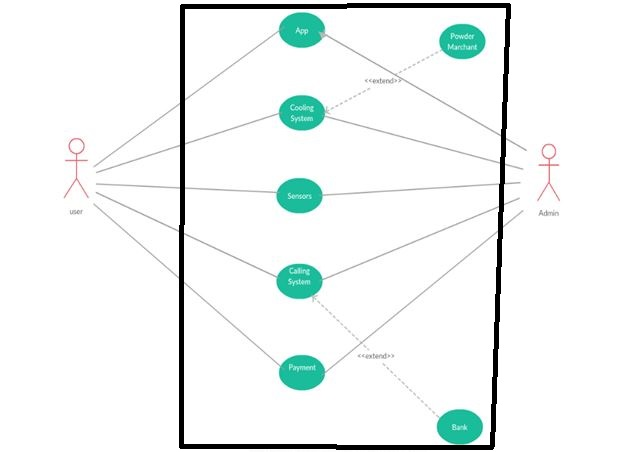 App
Powder
Marchant
<<extend>>
Cooling
System
user
Admin
Sensors
Calling
System
<<extend>>
Payment
Bank